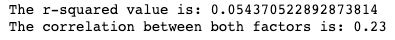 The r-squared value is: 0.054370522892873814
The correlation between both factors is: 0.23